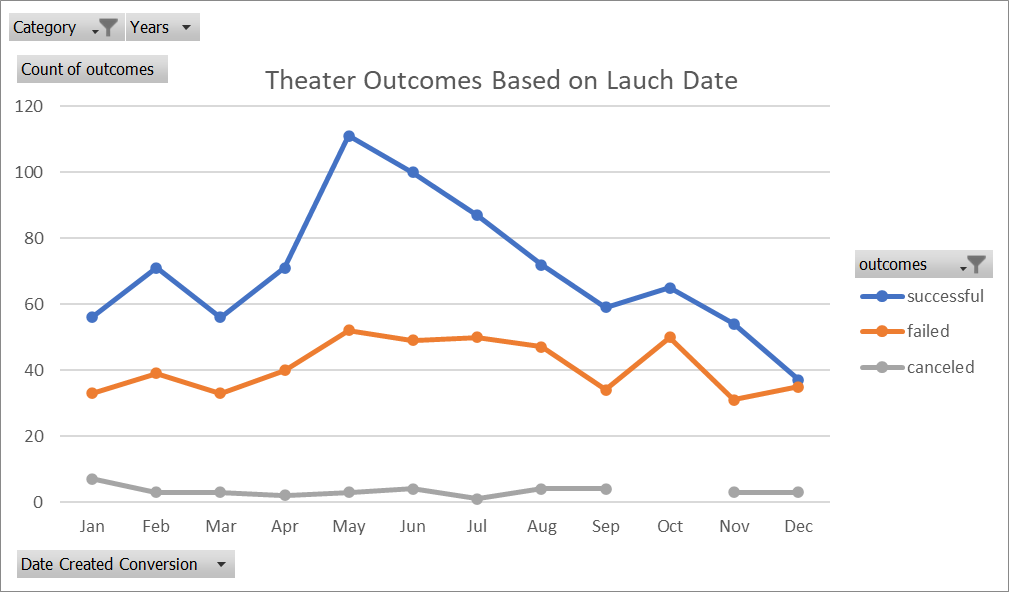 Category Years
Count of outcomes
Theater Outcomes Based on Lauch Date
120
100
80
60
40
20
0
Jan Feb Mar Apr May Jun Jul Aug Sep Oct Nov Dec
outcomes
successful
failed
canceled
Date Created Conversion